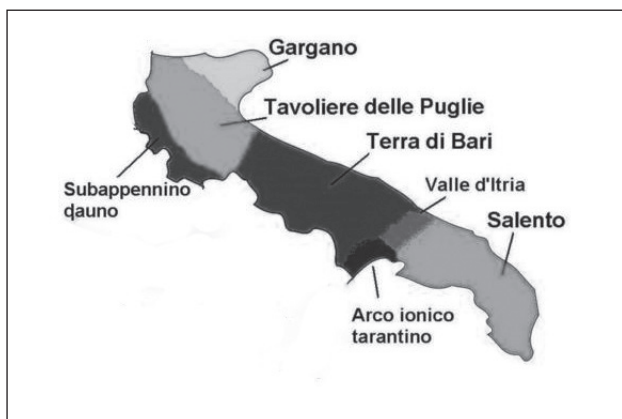 Gargano
Tavoliere delle Puglie
Terra di Bari
Valle d'Itria
Subappennino
dauno
Salento
Arco ionico
tarantino